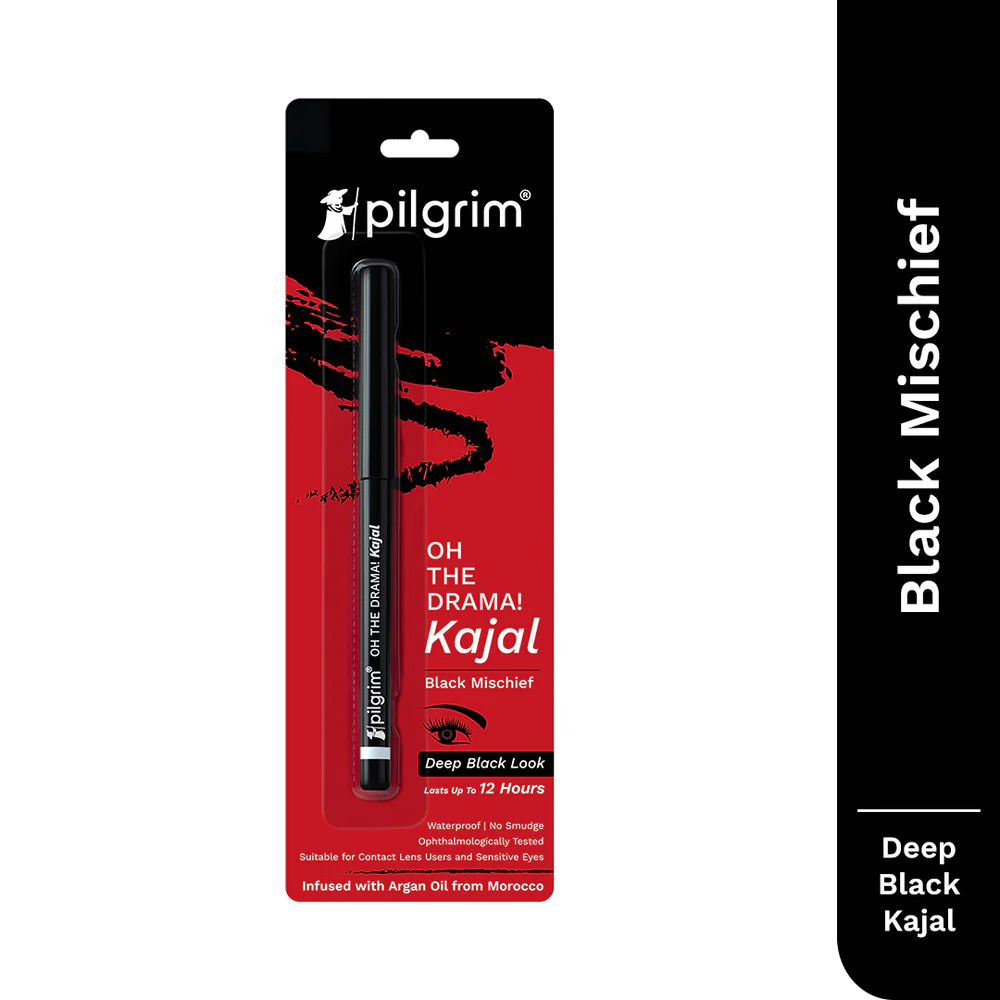 pilgrim®
OH
THE
DRAMA!
Kajal
Black Mischief
Deep Black Look
Lasts Up To 12 Hours
Waterproof | No Smudge
Ophthalmologically Tested
Suitable for Contact Lens Users and Sensitive Eyes
Infused with Argan Oil from Morocco
pilgrim® OH THE DRAMA! Kajal
Black Mischief
Deep
Black
Kajal